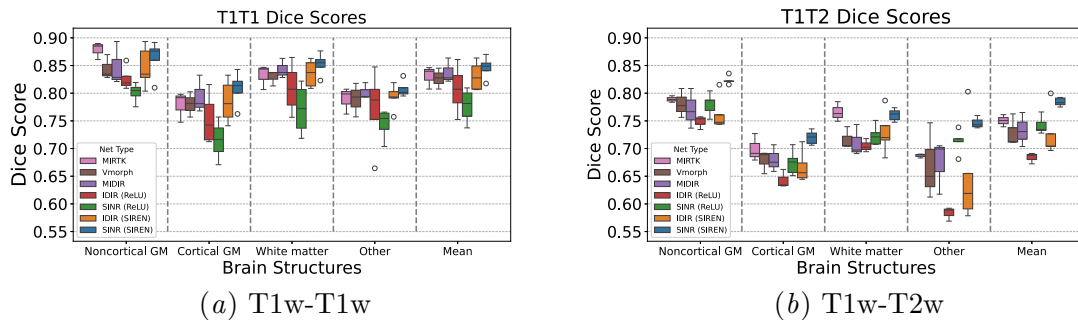 T1T1 Dice Scores
Dice Score
0.90
0.85
0.80
0.75
0.70
0.65
0.60
0.55
Net Type
MIRTK
Vmorph
MIDIR
IDIR (ReLU)
SINR (ReLU)
IDIR (SIREN)
SINR (SIREN)
Noncortical GM Cortical GM White matter Other Mean
Brain Structures
(a) T1w-T1w
T1T2 Dice Scores
Dice Score
0.90
0.85
0.80
0.75
0.70
0.65
0.60
0.55
Net Type
MIRTK
Vmorph
MIDIR
IDIR (ReLU)
SINR (ReLU)
IDIR (SIREN)
SINR (SIREN)
Noncortical GM Cortical GM White matter Other Mean
Brain Structures
(b) T1w-T2w